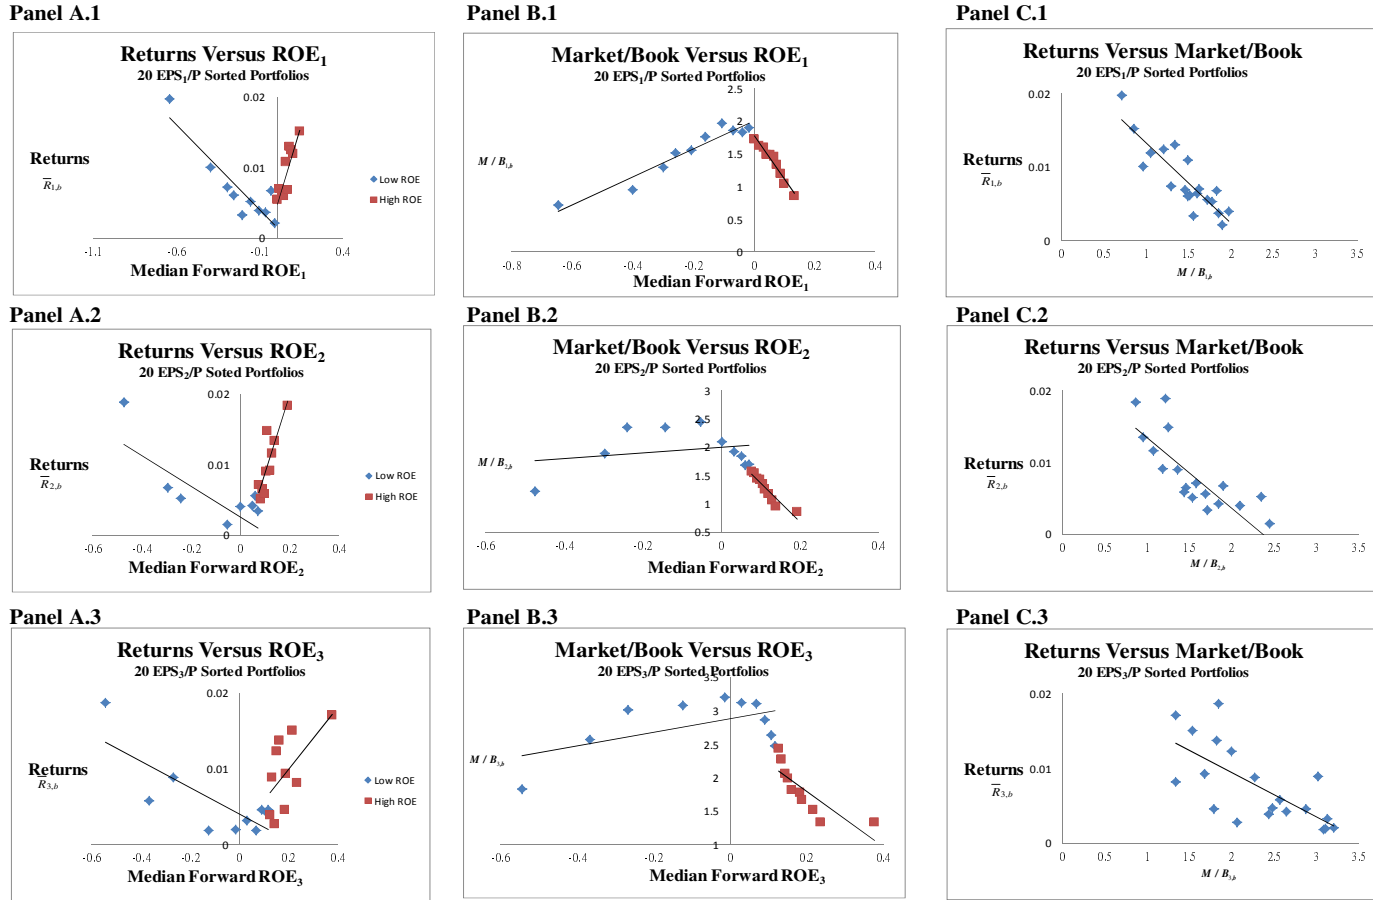 Panel A.1
Returns Versus ROE1
20 EPS1/P Sorted Portfolios
0.02
0.01
0
Returns
R̅1,b
Low ROE
High ROE
-1.1
-0.6
-0.1
0.4
Median Forward ROE1
Panel B.1
Market/Book Versus ROE1
20 EPS1/P Sorted Portfolios
2.5
2
1.5
1
0.5
0
M / B1,b
-0.8
-0.6
-0.4
-0.2
0
0.2
0.4
Median Forward ROE1
Panel C.1
Returns Versus Market/Book
20 EPS1/P Sorted Portfolios
0.02
0.01
0
Returns
R̅1,b
0
0.5
1
1.5
2
2.5
3
3.5
M / B1,b
Panel A.2
Returns Versus ROE2
20 EPS2/P Soted Portfolios
0.02
0.01
0
Returns
R̅2,b
Low ROE
High ROE
-0.6
-0.4
-0.2
0
0.2
0.4
Median Forward ROE2
Panel B.2
Market/Book Versus ROE2
20 EPS2/P Sorted Portfolios
3
2.5
2
1.5
1
0.5
M / B2,b
-0.6
-0.4
-0.2
0
0.2
0.4
Median Forward ROE2
Panel C.2
Returns Versus Market/Book
20 EPS2/P Sorted Portfolios
0.02
0.01
0
Returns
R̅2,b
0
0.5
1
1.5
2
2.5
3
3.5
M / B2,b
Panel A.3
Returns Versus ROE3
20 EPS3/P Sorted Portfolios
0.02
0.01
0
Returns
R̅3,b
Low ROE
High ROE
-0.6
-0.4
-0.2
0
0.2
0.4
Median Forward ROE3
Panel B.3
Market/Book Versus ROE3
20 EPS3/P Sorted Portfolios
3.5
3
2.5
2
1.5
1
M / B3,b
-0.6
-0.4
-0.2
0
0.2
0.4
Median Forward ROE3
Panel C.3
Returns Versus Market/Book
20 EPS3/P Sorted Portfolios
0.02
0.01
0
Returns
R̅3,b
0
0.5
1
1.5
2
2.5
3
3.5
M / B3,b